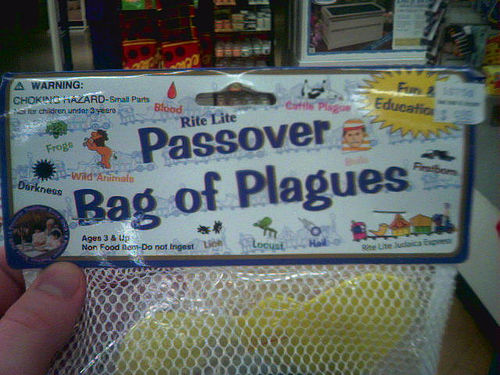 WARNING:
CHOKING HAZARD-Small Parts
Not for children under 3 years
Blood
Cattle Plague
Fun &
Education
Rite Lite
Passover
Frogs
Wild Animals
Boils
Firstborn
Darkness
Bag of Plagues
Ages 3 & Up
Non Food Item-Do not Ingest
Lice
Locust
Hail
Rite Lite Judaica Express